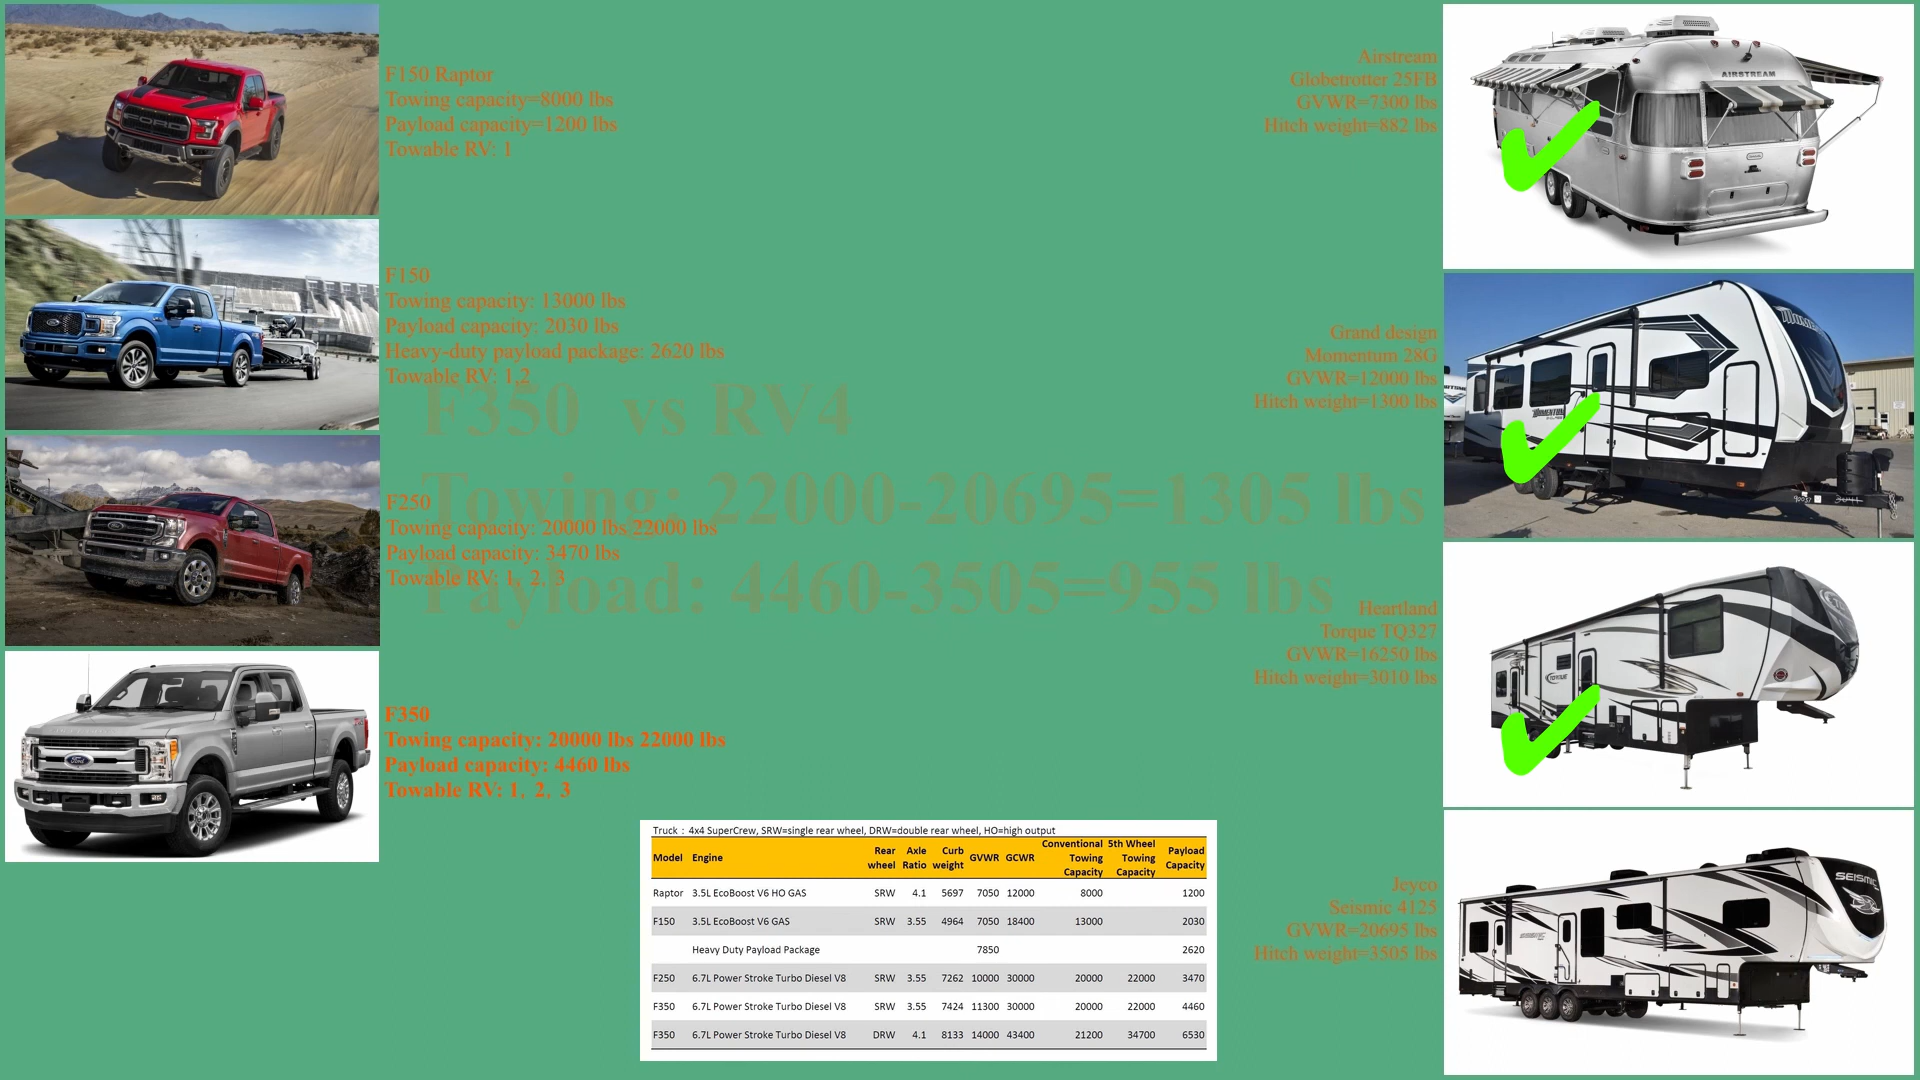 F150 Raptor
Towing capacity=8000 lbs
Payload capacity=1200 lbs
Towable RV: 1
F150
Towing capacity: 13000 lbs
Payload capacity: 2030 lbs
Heavy-duty payload package: 2620 lbs
Towable RV: 1,2
F250
Towing capacity: 20000 lbs 22000 lbs
Payload capacity: 3470 lbs
Towable RV: 1, 2, 3
F350
Towing capacity: 20000 lbs 22000 lbs
Payload capacity: 4460 lbs
Towable RV: 1, 2, 3
F350 vs RV4
Towing: 22000-20695=1305 lbs
Payload: 4460-3505=955 lbs
Airstream
Globetrotter 25FB
GVWR=7300 lbs
Hitch weight=882 lbs
Grand design
Momentum 28G
GVWR=12000 lbs
Hitch weight=1300 lbs
Heartland
Torque TQ327
GVWR=16250 lbs
Hitch weight=3010 lbs
Jeyco
Seismic 4125
GVWR=20695 lbs
Hitch weight=3505 lbs
Truck : 4x4 SuperCrew, SRW=single rear wheel, DRW=double rear wheel, HO=high output
Model Engine Rear wheel Axle Ratio Curb weight GVWR GCWR Conventional Towing Capacity 5th Wheel Towing Capacity Payload Capacity
Raptor 3.5L EcoBoost V6 HO GAS SRW 4.1 5697 7050 12000 8000 1200
F150 3.5L EcoBoost V6 GAS SRW 3.55 4964 7050 18400 13000 2030
Heavy Duty Payload Package 7850 2620
F250 6.7L Power Stroke Turbo Diesel V8 SRW 3.55 7262 10000 30000 20000 22000 3470
F350 6.7L Power Stroke Turbo Diesel V8 SRW 3.55 7424 11300 30000 20000 22000 4460
F350 6.7L Power Stroke Turbo Diesel V8 DRW 4.1 8133 14000 43400 21200 34700 6530
FORD
AIRSTREAM
MOMENTUM
TORQUE
SEISMIC